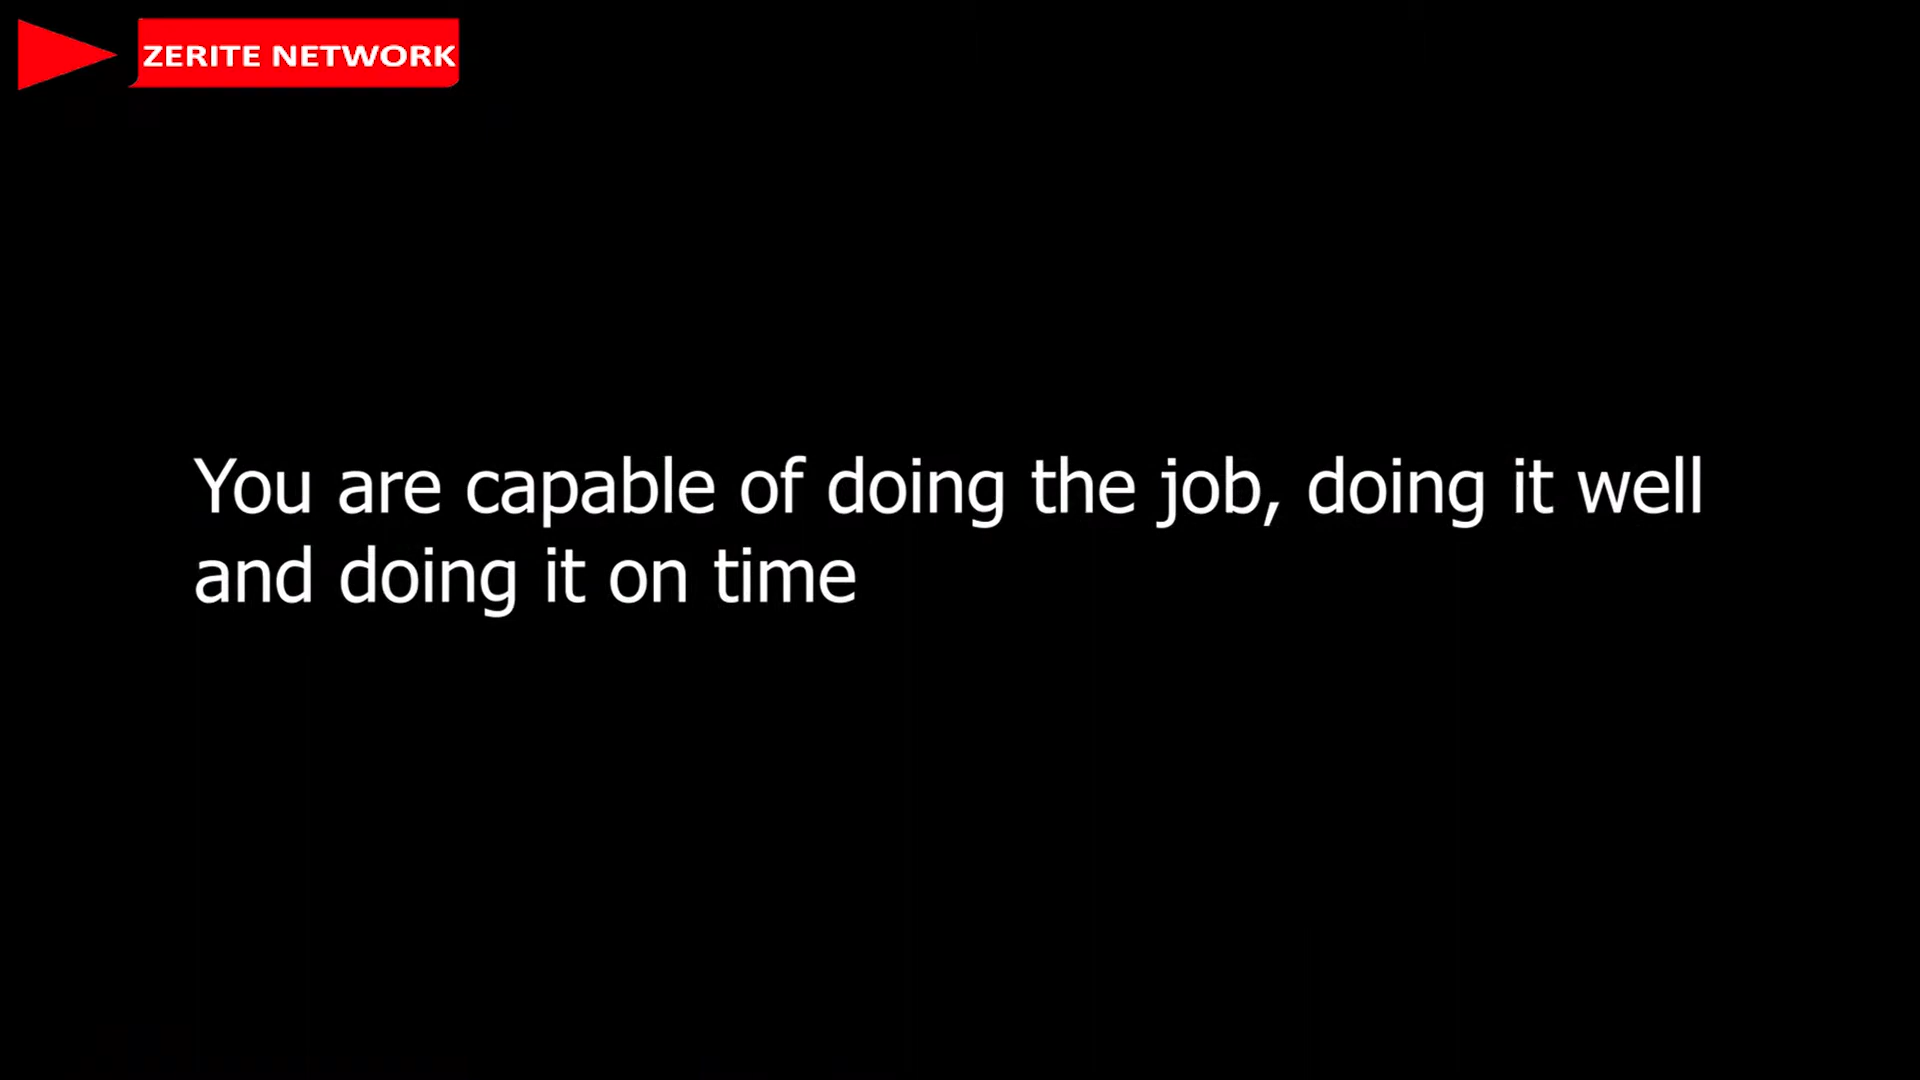 ZERITE NETWORK
You are capable of doing the job, doing it well
and doing it on time